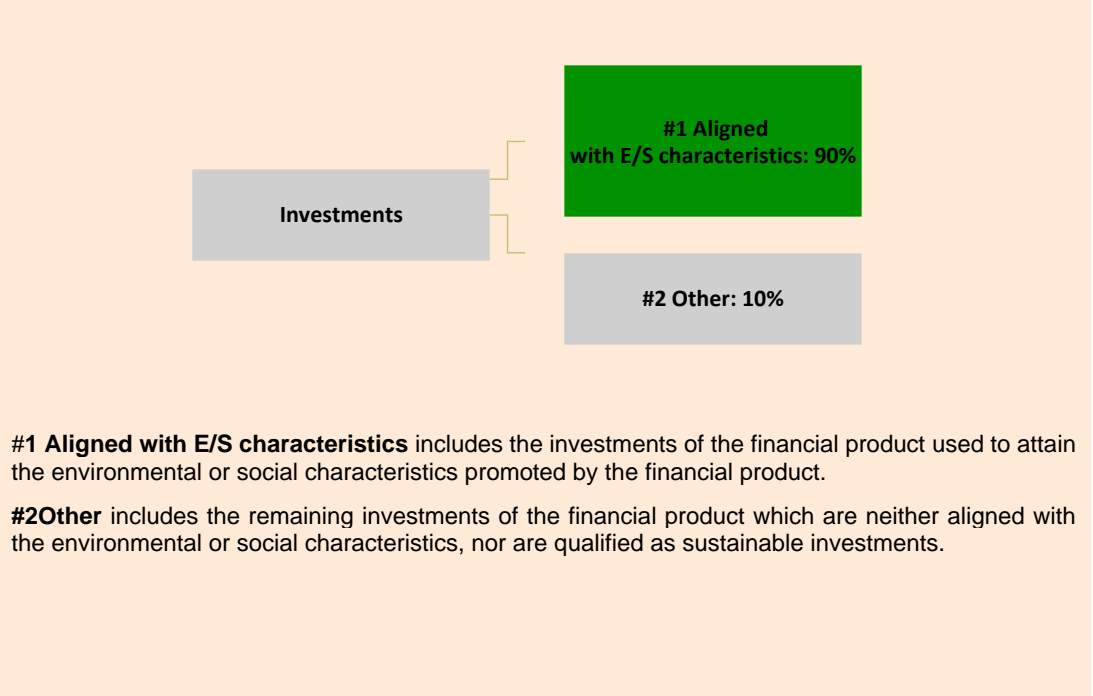 #1 Aligned
with E/S characteristics: 90%
Investments
#2 Other: 10%
#1 Aligned with E/S characteristics includes the investments of the financial product used to attain
the environmental or social characteristics promoted by the financial product.
#2Other includes the remaining investments of the financial product which are neither aligned with
the environmental or social characteristics, nor are qualified as sustainable investments.